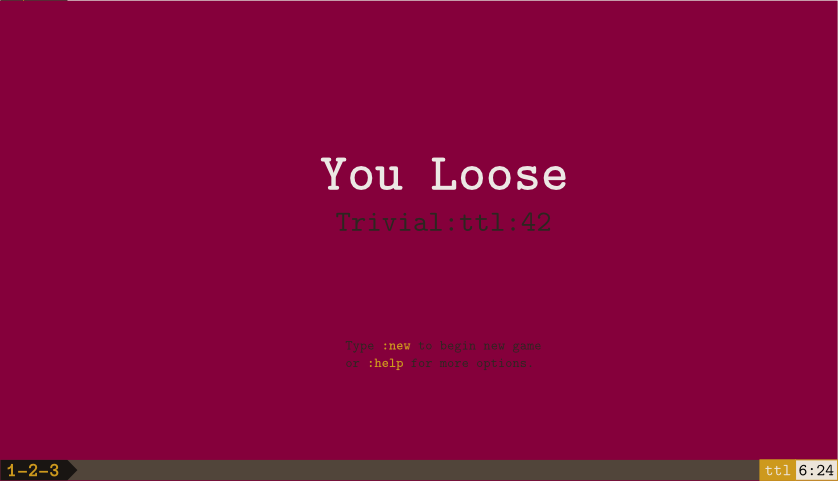 You Loose
Trivial:ttl:42
Type :new to begin new game
or :help for more options
1-2-3
ttl 6:24